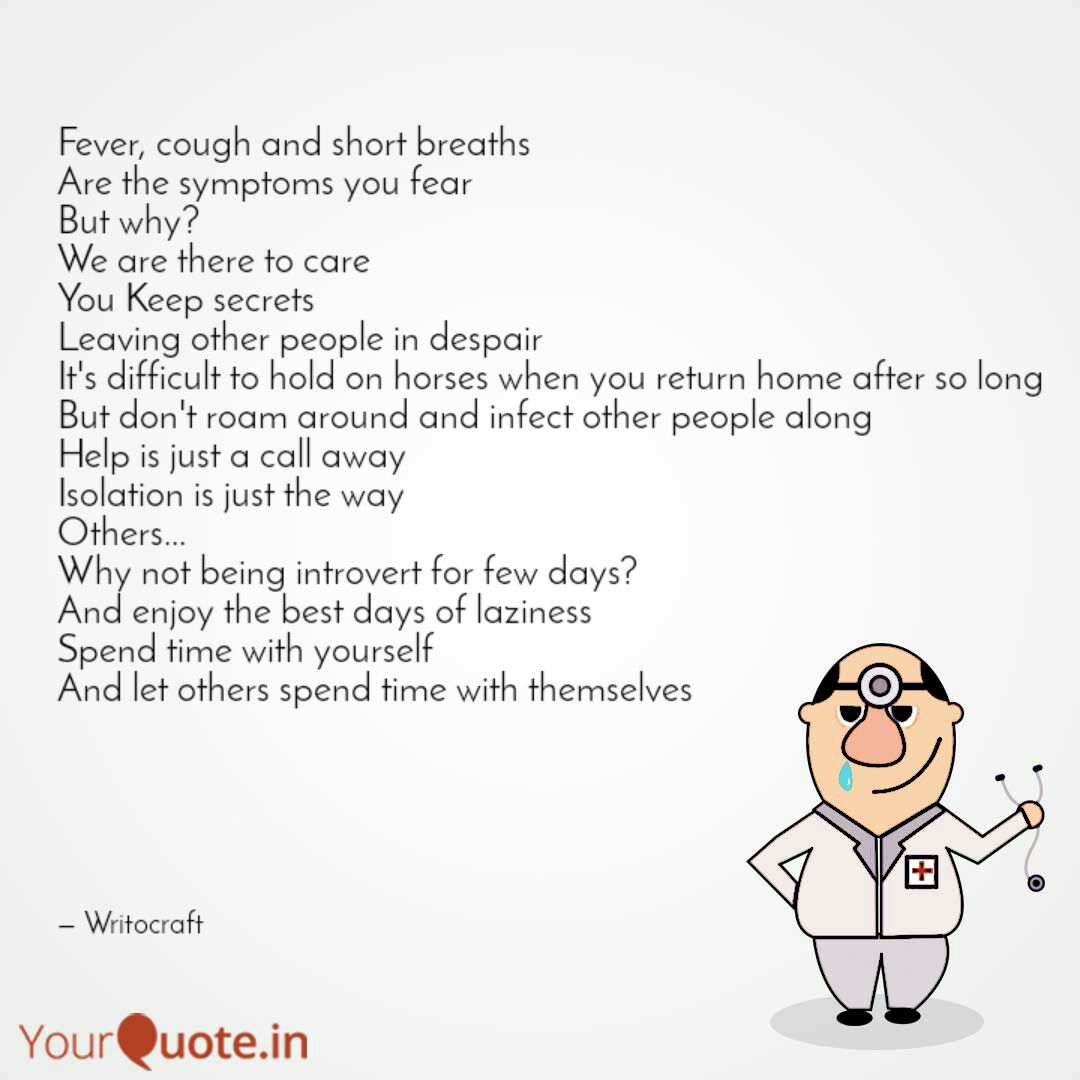 Fever, cough and short breaths
Are the symptoms you fear
But why?
We are there to care
You Keep secrets
Leaving other people in despair
It's difficult to hold on horses when you return home after so long
But don't roam around and infect other people along
Help is just a call away
Isolation is just the way
Others...
Why not being introvert for few days?
And enjoy the best days of laziness
Spend time with yourself
And let others spend time with themselves
– Writocraft
YourQuote.in